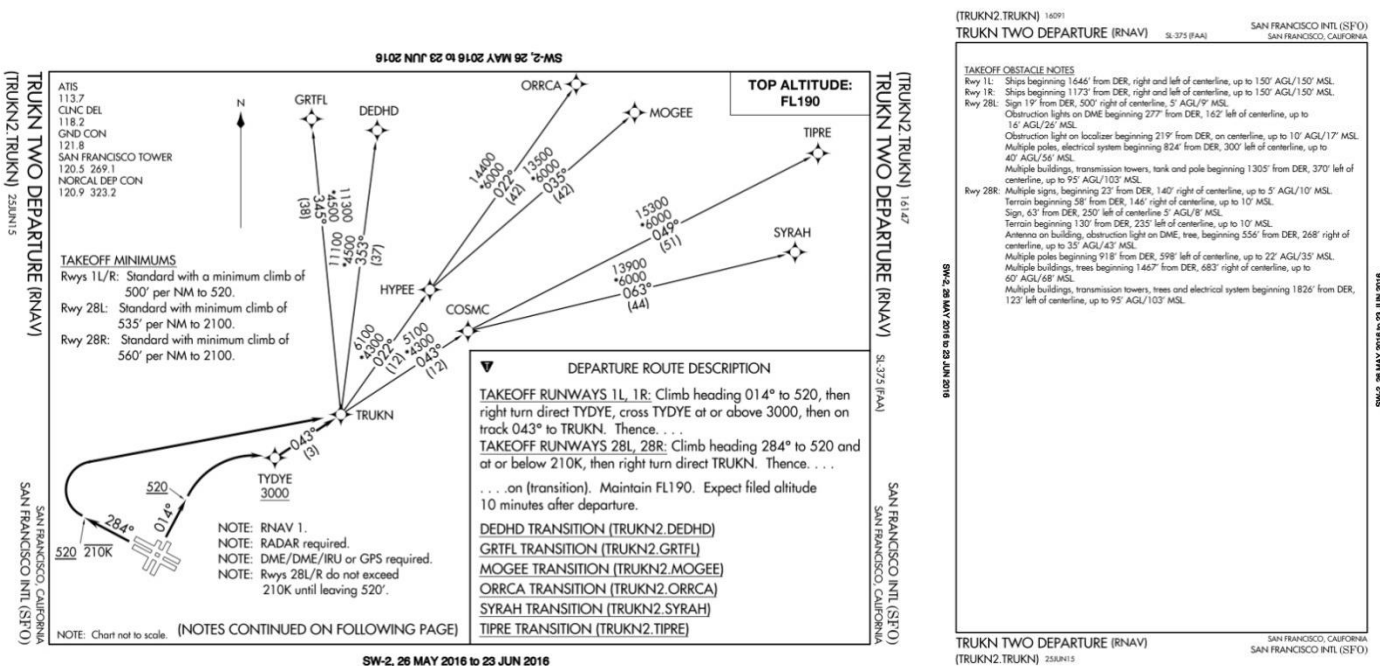 SW-2, 26 MAY 2016 to 23 JUN 2016
(TRUKN2.TRUKN) 25JUN15
TRUKN TWO DEPARTURE (RNAV)
SAN FRANCISCO INTL (SFO)
SAN FRANCISCO, CALIFORNIA
ATIS
113.7
CLNC DEL
118.2
GND CON
121.8
SAN FRANCISCO TOWER
120.5 269.1
NORCAL DEP CON
120.9 323.2
N
GRTFL
DEDHD
ORRCA
MOGEE
TOP ALTITUDE:
FL190
TIPRE
SYRAH
HYPEE
COSMC
TRUKN
11100
*4500
345°
(38)
11300
*4500
353°
(37)
14400
*6000
022°
(42)
13500
*6000
035°
(42)
15300
*6000
049°
(51)
13900
*6000
063°
(44)
6100
*4300
022°
(12)
5100
*4300
043°
(12)
TAKEOFF MINIMUMS
Rwys 1L/R: Standard with a minimum climb of
500' per NM to 520.
Rwy 28L: Standard with minimum climb of
535' per NM to 2100.
Rwy 28R: Standard with minimum climb of
560' per NM to 2100.
043°
(3)
TYDYE
3000
520
014°
284°
520 210K
NOTE: RNAV 1.
NOTE: RADAR required.
NOTE: DME/DME/IRU or GPS required.
NOTE: Rwys 28L/R do not exceed
210K until leaving 520'.
NOTE: Chart not to scale.
(NOTES CONTINUED ON FOLLOWING PAGE)
T
DEPARTURE ROUTE DESCRIPTION
TAKEOFF RUNWAYS 1L, 1R: Climb heading 014° to 520, then
right turn direct TYDYE, cross TYDYE at or above 3000, then on
track 043° to TRUKN. Thence. . . .
TAKEOFF RUNWAYS 28L, 28R: Climb heading 284° to 520 and
at or below 210K, then right turn direct TRUKN. Thence. . . .
. . . .on (transition). Maintain FL190. Expect filed altitude
10 minutes after departure.
DEDHD TRANSITION (TRUKN2.DEDHD)
GRTFL TRANSITION (TRUKN2.GRTFL)
MOGEE TRANSITION (TRUKN2.MOGEE)
ORRCA TRANSITION (TRUKN2.ORRCA)
SYRAH TRANSITION (TRUKN2.SYRAH)
TIPRE TRANSITION (TRUKN2.TIPRE)
(TRUKN2.TRUKN) 16147
TRUKN TWO DEPARTURE (RNAV)
SL-375 (FAA)
SAN FRANCISCO INTL (SFO)
SAN FRANCISCO, CALIFORNIA
SW-2, 26 MAY 2016 to 23 JUN 2016
(TRUKN2.TRUKN) 16091
TRUKN TWO DEPARTURE (RNAV)
SL-375 (FAA)
SAN FRANCISCO INTL (SFO)
SAN FRANCISCO, CALIFORNIA
TAKEOFF OBSTACLE NOTES
Rwy 1L: Ships beginning 1646' from DER, right and left of centerline, up to 150' AGL/150' MSL.
Rwy 1R: Ships beginning 1173' from DER, right and left of centerline, up to 150' AGL/150' MSL.
Rwy 28L: Sign 19' from DER, 500' right of centerline, 5' AGL/9' MSL.
Obstruction lights on DME beginning 277' from DER, 162' left of centerline, up to
16' AGL/26' MSL.
Obstruction light on localizer beginning 219' from DER, on centerline, up to 10' AGL/17' MSL.
Multiple poles, electrical system beginning 824' from DER, 300' left of centerline, up to
40' AGL/56' MSL.
Multiple buildings, transmission towers, tank and pole beginning 1305' from DER, 370' left of
centerline, up to 95' AGL/103' MSL.
Rwy 28R: Multiple signs, beginning 23' from DER, 140' right of centerline, up to 5' AGL/10' MSL.
Terrain beginning 58' from DER, 146' right of centerline, up to 10' MSL.
Sign, 63' from DER, 250' left of centerline 5' AGL/8' MSL.
Terrain beginning 130' from DER, 235' left of centerline, up to 10' MSL.
Antenna on building, obstruction light on DME, tree, beginning 556' from DER, 268' right of
centerline, up to 35' AGL/43' MSL.
Multiple poles beginning 918' from DER, 598' left of centerline, up to 22' AGL/35' MSL.
Multiple buildings, trees beginning 1467' from DER, 683' right of centerline, up to
60' AGL/68' MSL.
Multiple buildings, transmission towers, trees and electrical system beginning 1826' from DER,
123' left of centerline, up to 95' AGL/103' MSL.
SW-2, 26 MAY 2016 to 23 JUN 2016
SW-2, 26 MAY 2016 to 23 JUN 2016
TRUKN TWO DEPARTURE (RNAV)
(TRUKN2.TRUKN) 25JUN15
SAN FRANCISCO, CALIFORNIA
SAN FRANCISCO INTL (SFO)